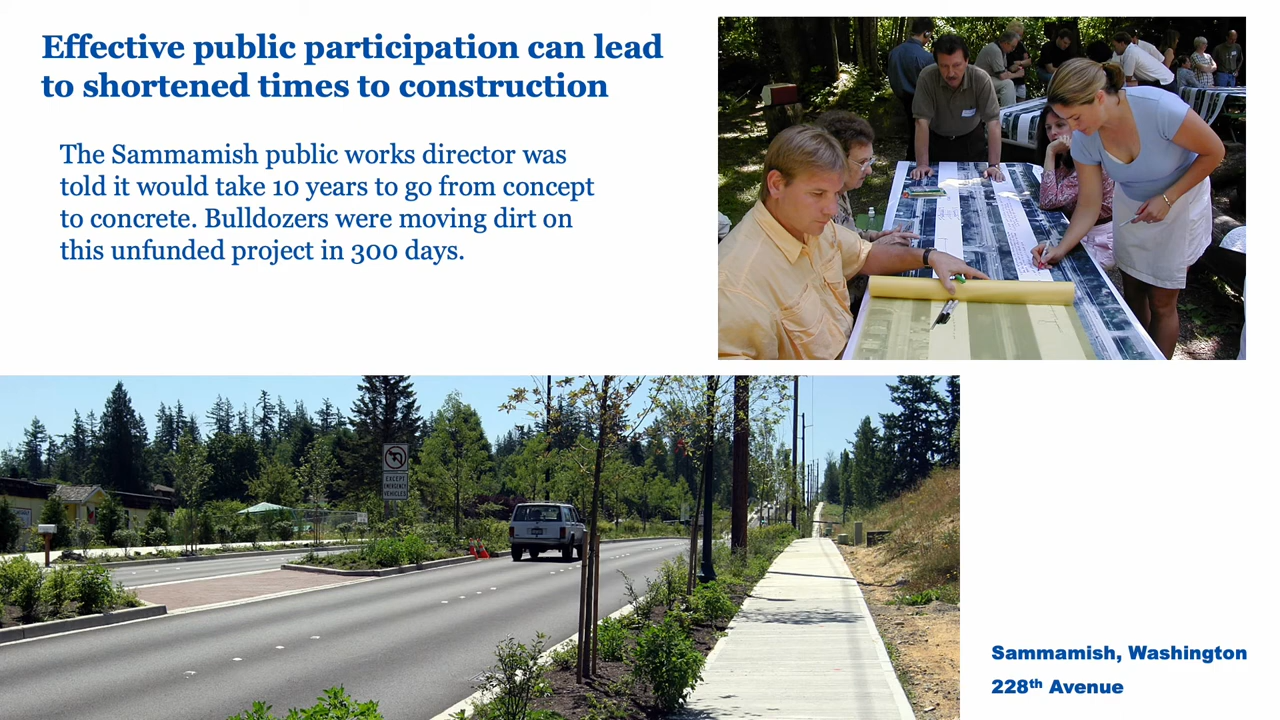 Effective public participation can lead
to shortened times to construction
The Sammamish public works director was
told it would take 10 years to go from concept
to concrete. Bulldozers were moving dirt on
this unfunded project in 300 days.
EXCEPT
EMERGENCY
VEHICLES
Sammamish, Washington
228th Avenue